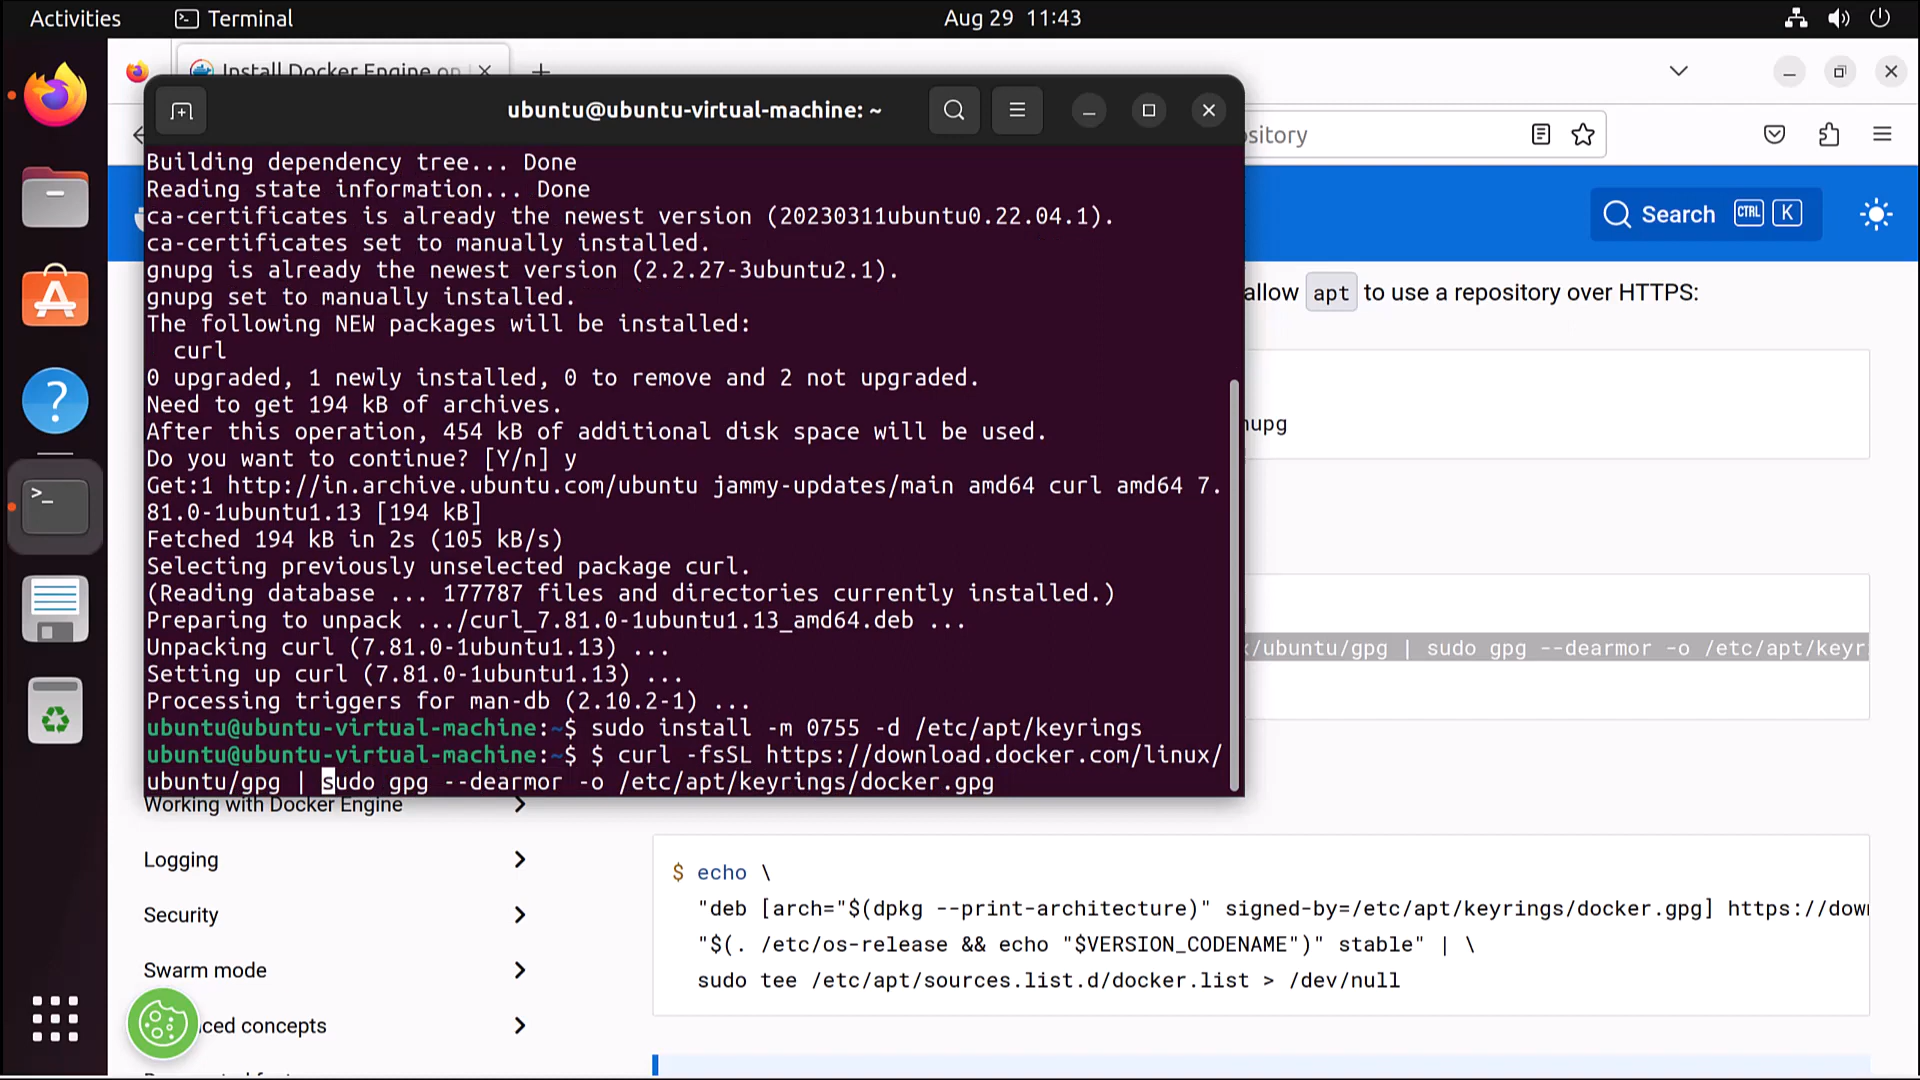 Activities
Terminal
Aug 29 11:43
Install Docker Engine on
ubuntu@ubuntu-virtual-machine: ~
ository
Search CTRL K
Building dependency tree... Done
Reading state information... Done
ca-certificates is already the newest version (20230311ubuntu0.22.04.1).
ca-certificates set to manually installed.
gnupg is already the newest version (2.2.27-3ubuntu2.1).
gnupg set to manually installed.
The following NEW packages will be installed:
  curl
0 upgraded, 1 newly installed, 0 to remove and 2 not upgraded.
Need to get 194 kB of archives.
After this operation, 454 kB of additional disk space will be used.
Do you want to continue? [Y/n] y
Get:1 http://in.archive.ubuntu.com/ubuntu jammy-updates/main amd64 curl amd64 7.
81.0-1ubuntu1.13 [194 kB]
Fetched 194 kB in 2s (105 kB/s)
Selecting previously unselected package curl.
(Reading database ... 177787 files and directories currently installed.)
Preparing to unpack .../curl_7.81.0-1ubuntu1.13_amd64.deb ...
Unpacking curl (7.81.0-1ubuntu1.13) ...
Setting up curl (7.81.0-1ubuntu1.13) ...
Processing triggers for man-db (2.10.2-1) ...
ubuntu@ubuntu-virtual-machine:~$ sudo install -m 0755 -d /etc/apt/keyrings
ubuntu@ubuntu-virtual-machine:~$ $ curl -fsSL https://download.docker.com/linux/
ubuntu/gpg | sudo gpg --dearmor -o /etc/apt/keyrings/docker.gpg
allow apt to use a repository over HTTPS:
nupg
x/ubuntu/gpg | sudo gpg --dearmor -o /etc/apt/keyr
Working with Docker Engine
Logging
Security
Swarm mode
ced concepts
$ echo \
"deb [arch="$(dpkg --print-architecture)" signed-by=/etc/apt/keyrings/docker.gpg] https://dow
"$(. /etc/os-release && echo "$VERSION_CODENAME")" stable" | \
sudo tee /etc/apt/sources.list.d/docker.list > /dev/null